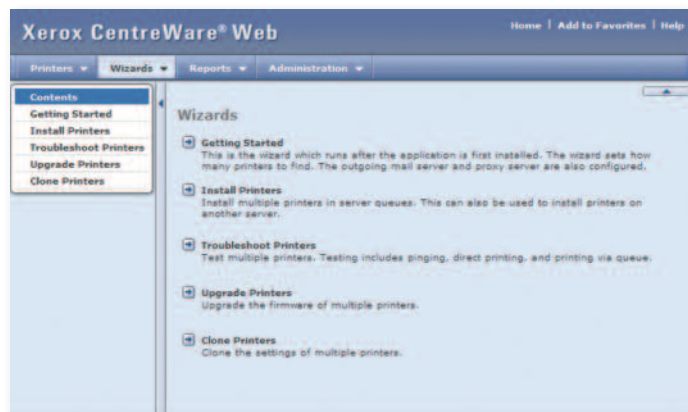 Xerox CentreWare® Web
Home | Add to Favorites | Help
Printers Wizards Reports Administration
Contents
Getting Started
Install Printers
Troubleshoot Printers
Upgrade Printers
Clone Printers
Wizards
Getting Started
This is the wizard which runs after the application is first installed. The wizard sets how
many printers to find. The outgoing mail server and proxy server are also configured.
Install Printers
Install multiple printers in server queues. This can also be used to install printers on
another server.
Troubleshoot Printers
Test multiple printers. Testing includes pinging, direct printing, and printing via queue.
Upgrade Printers
Upgrade the firmware of multiple printers.
Clone Printers
Clone the settings of multiple printers.